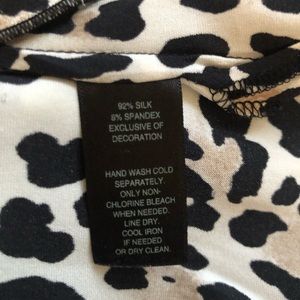 92% SILK
8% SPANDEX
EXCLUSIVE OF
DECORATION
HAND WASH COLD
SEPARATELY.
ONLY NON-
CHLORINE BLEACH
WHEN NEEDED.
LINE DRY.
COOL IRON
IF NEEDED
OR DRY CLEAN.